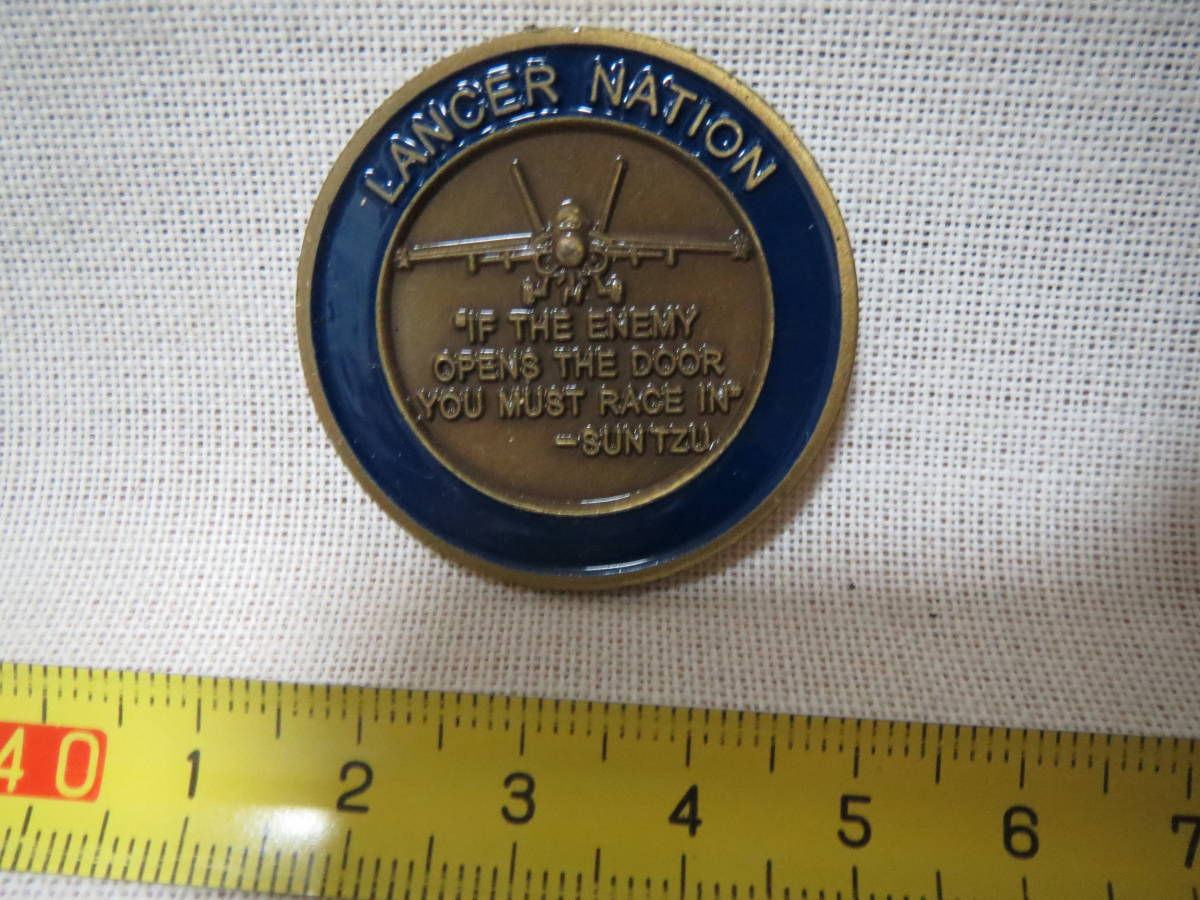 LANCER NATION
"IF THE ENEMY
OPENS THE DOOR
YOU MUST RACE IN"
-SUN TZU
40 1 2 3 4 5 6 7